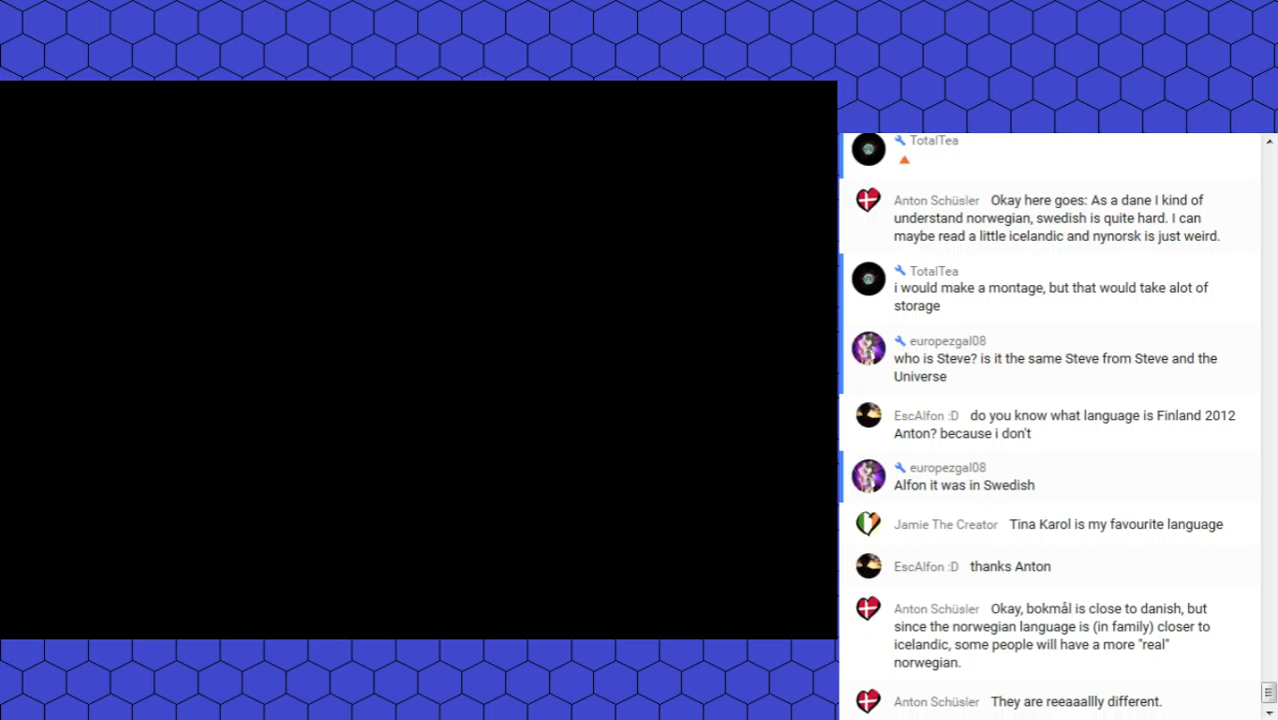 TotalTea
Anton Schüsler Okay here goes: As a dane I kind of
understand norwegian, swedish is quite hard. I can
maybe read a little icelandic and nynorsk is just weird.
TotalTea
i would make a montage, but that would take alot of
storage
europezgal08
who is Steve? is it the same Steve from Steve and the
Universe
EscAlfon :D do you know what language is Finland 2012
Anton? because i don't
europezgal08
Alfon it was in Swedish
Jamie The Creator Tina Karol is my favourite language
EscAlfon :D thanks Anton
Anton Schüsler Okay, bokmål is close to danish, but
since the norwegian language is (in family) closer to
icelandic, some people will have a more "real"
norwegian.
Anton Schüsler They are reeaaallly different.